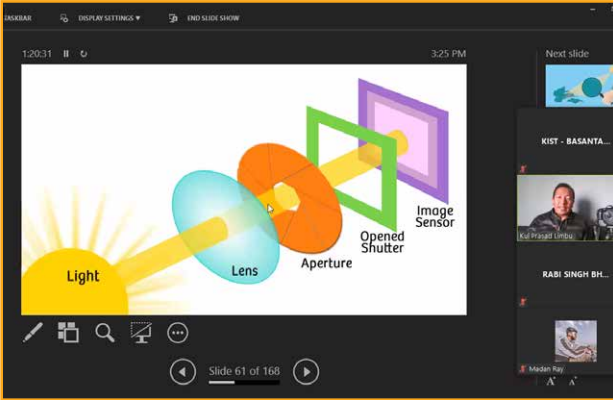 TASKBAR
DISPLAY SETTINGS ▼
END SLIDE SHOW
1:20:31
3:25 PM
Next slide
Light
Lens
Aperture
Opened
Shutter
Image
Sensor
Slide 61 of 168
KIST - BASANTA...
Kul Prasad Limbu
RABI SINGH BH...
Madan Ray
A A